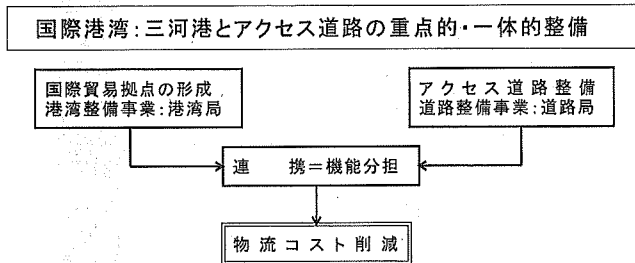 国際港湾:三河港とアクセス道路の重点的・一体的整備
国際貿易拠点の形成
港湾整備事業:港湾局
アクセス道路整備
道路整備事業:道路局
連 携=機能分担
物流コスト削減